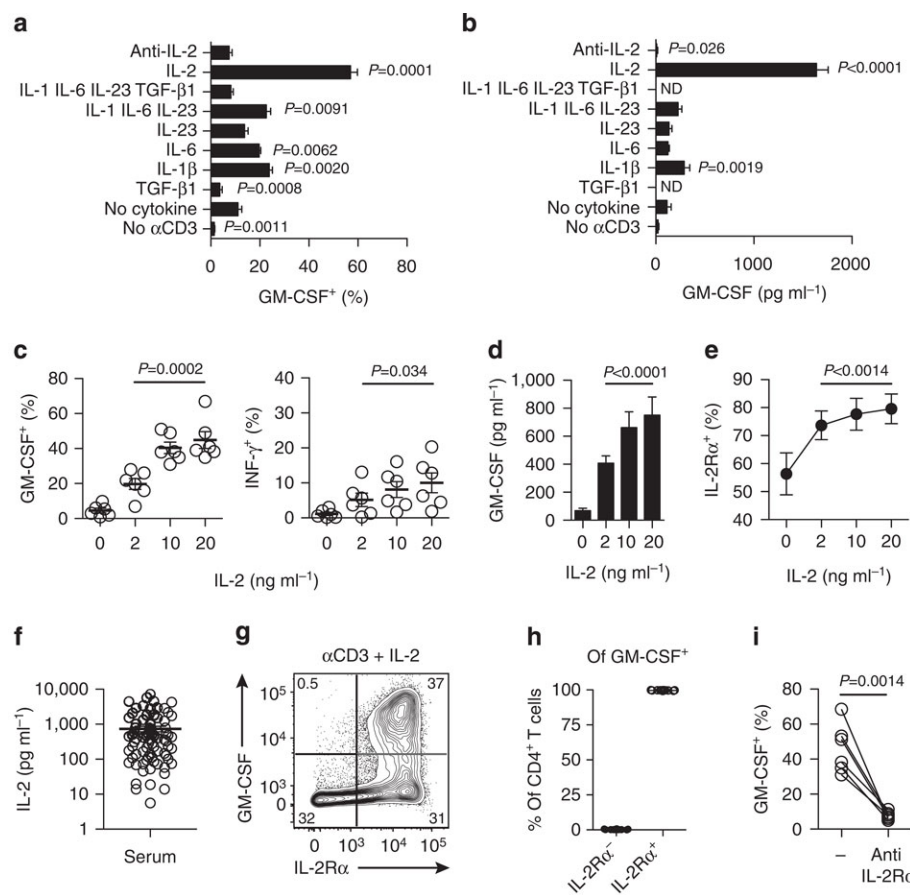 a
Anti-IL-2
IL-2 P=0.0001
IL-1 IL-6 IL-23 TGF-β1
IL-1 IL-6 IL-23 P=0.0091
IL-23
IL-6 P=0.0062
IL-1β P=0.0020
TGF-β1 P=0.0008
No cytokine
No αCD3 P=0.0011
0 20 40 60 80
GM-CSF⁺ (%)
b
Anti-IL-2 P=0.026
IL-2 P<0.0001
IL-1 IL-6 IL-23 TGF-β1 ND
IL-1 IL-6 IL-23
IL-23
IL-6
IL-1β P=0.0019
TGF-β1 ND
No cytokine
No αCD3
0 1000 2000
GM-CSF (pg ml⁻¹)
c
P=0.0002
GM-CSF⁺ (%)
80
60
40
20
0
0 2 10 20
P=0.034
INF-γ⁺ (%)
40
30
20
10
0
0 2 10 20
IL-2 (ng ml⁻¹)
d
P<0.0001
GM-CSF (pg ml⁻¹)
1,000
800
600
400
200
0
0 2 10 20
IL-2 (ng ml⁻¹)
e
P<0.0014
IL-2Rα⁺ (%)
90
80
70
60
50
40
0 2 10 20
IL-2 (ng ml⁻¹)
f
IL-2 (pg ml⁻¹)
10,000
1,000
100
10
1
Serum
g
αCD3 + IL-2
0.5 37
32 31
GM-CSF
10⁵
10⁴
10³
0
0 10³ 10⁴ 10⁵
IL-2Rα
h
Of GM-CSF⁺
% Of CD4⁺ T cells
100
50
0
IL-2Rα⁻
IL-2Rα⁺
i
P=0.0014
GM-CSF⁺ (%)
80
60
40
20
0
– Anti
IL-2Rα